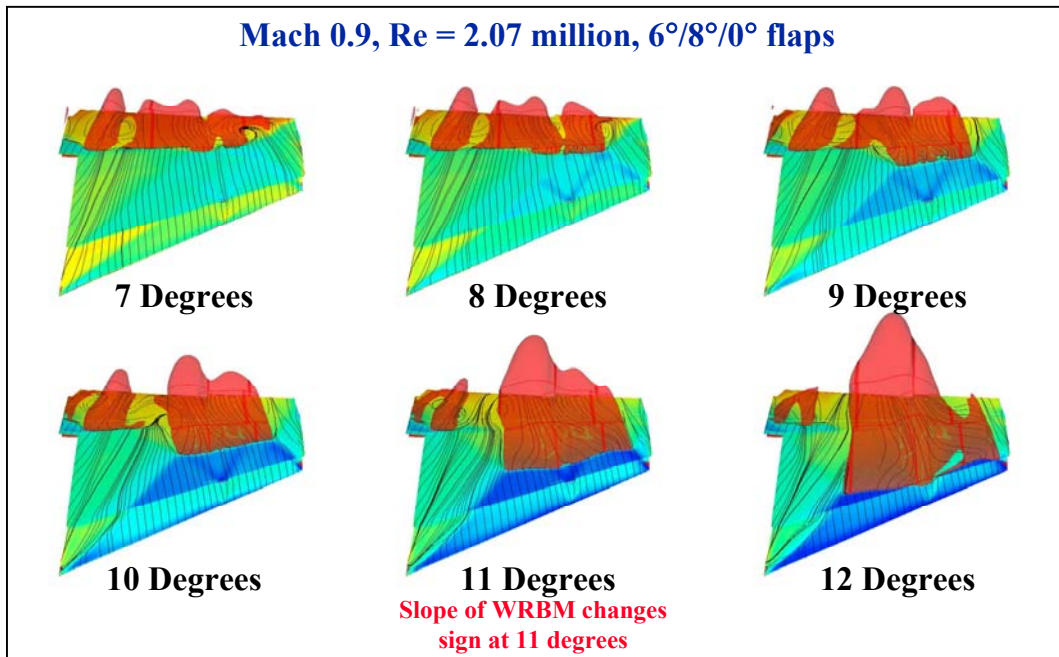 Mach 0.9, Re = 2.07 million, 6°/8°/0° flaps
7 Degrees
8 Degrees
9 Degrees
10 Degrees
11 Degrees
12 Degrees
Slope of WRBM changes
sign at 11 degrees